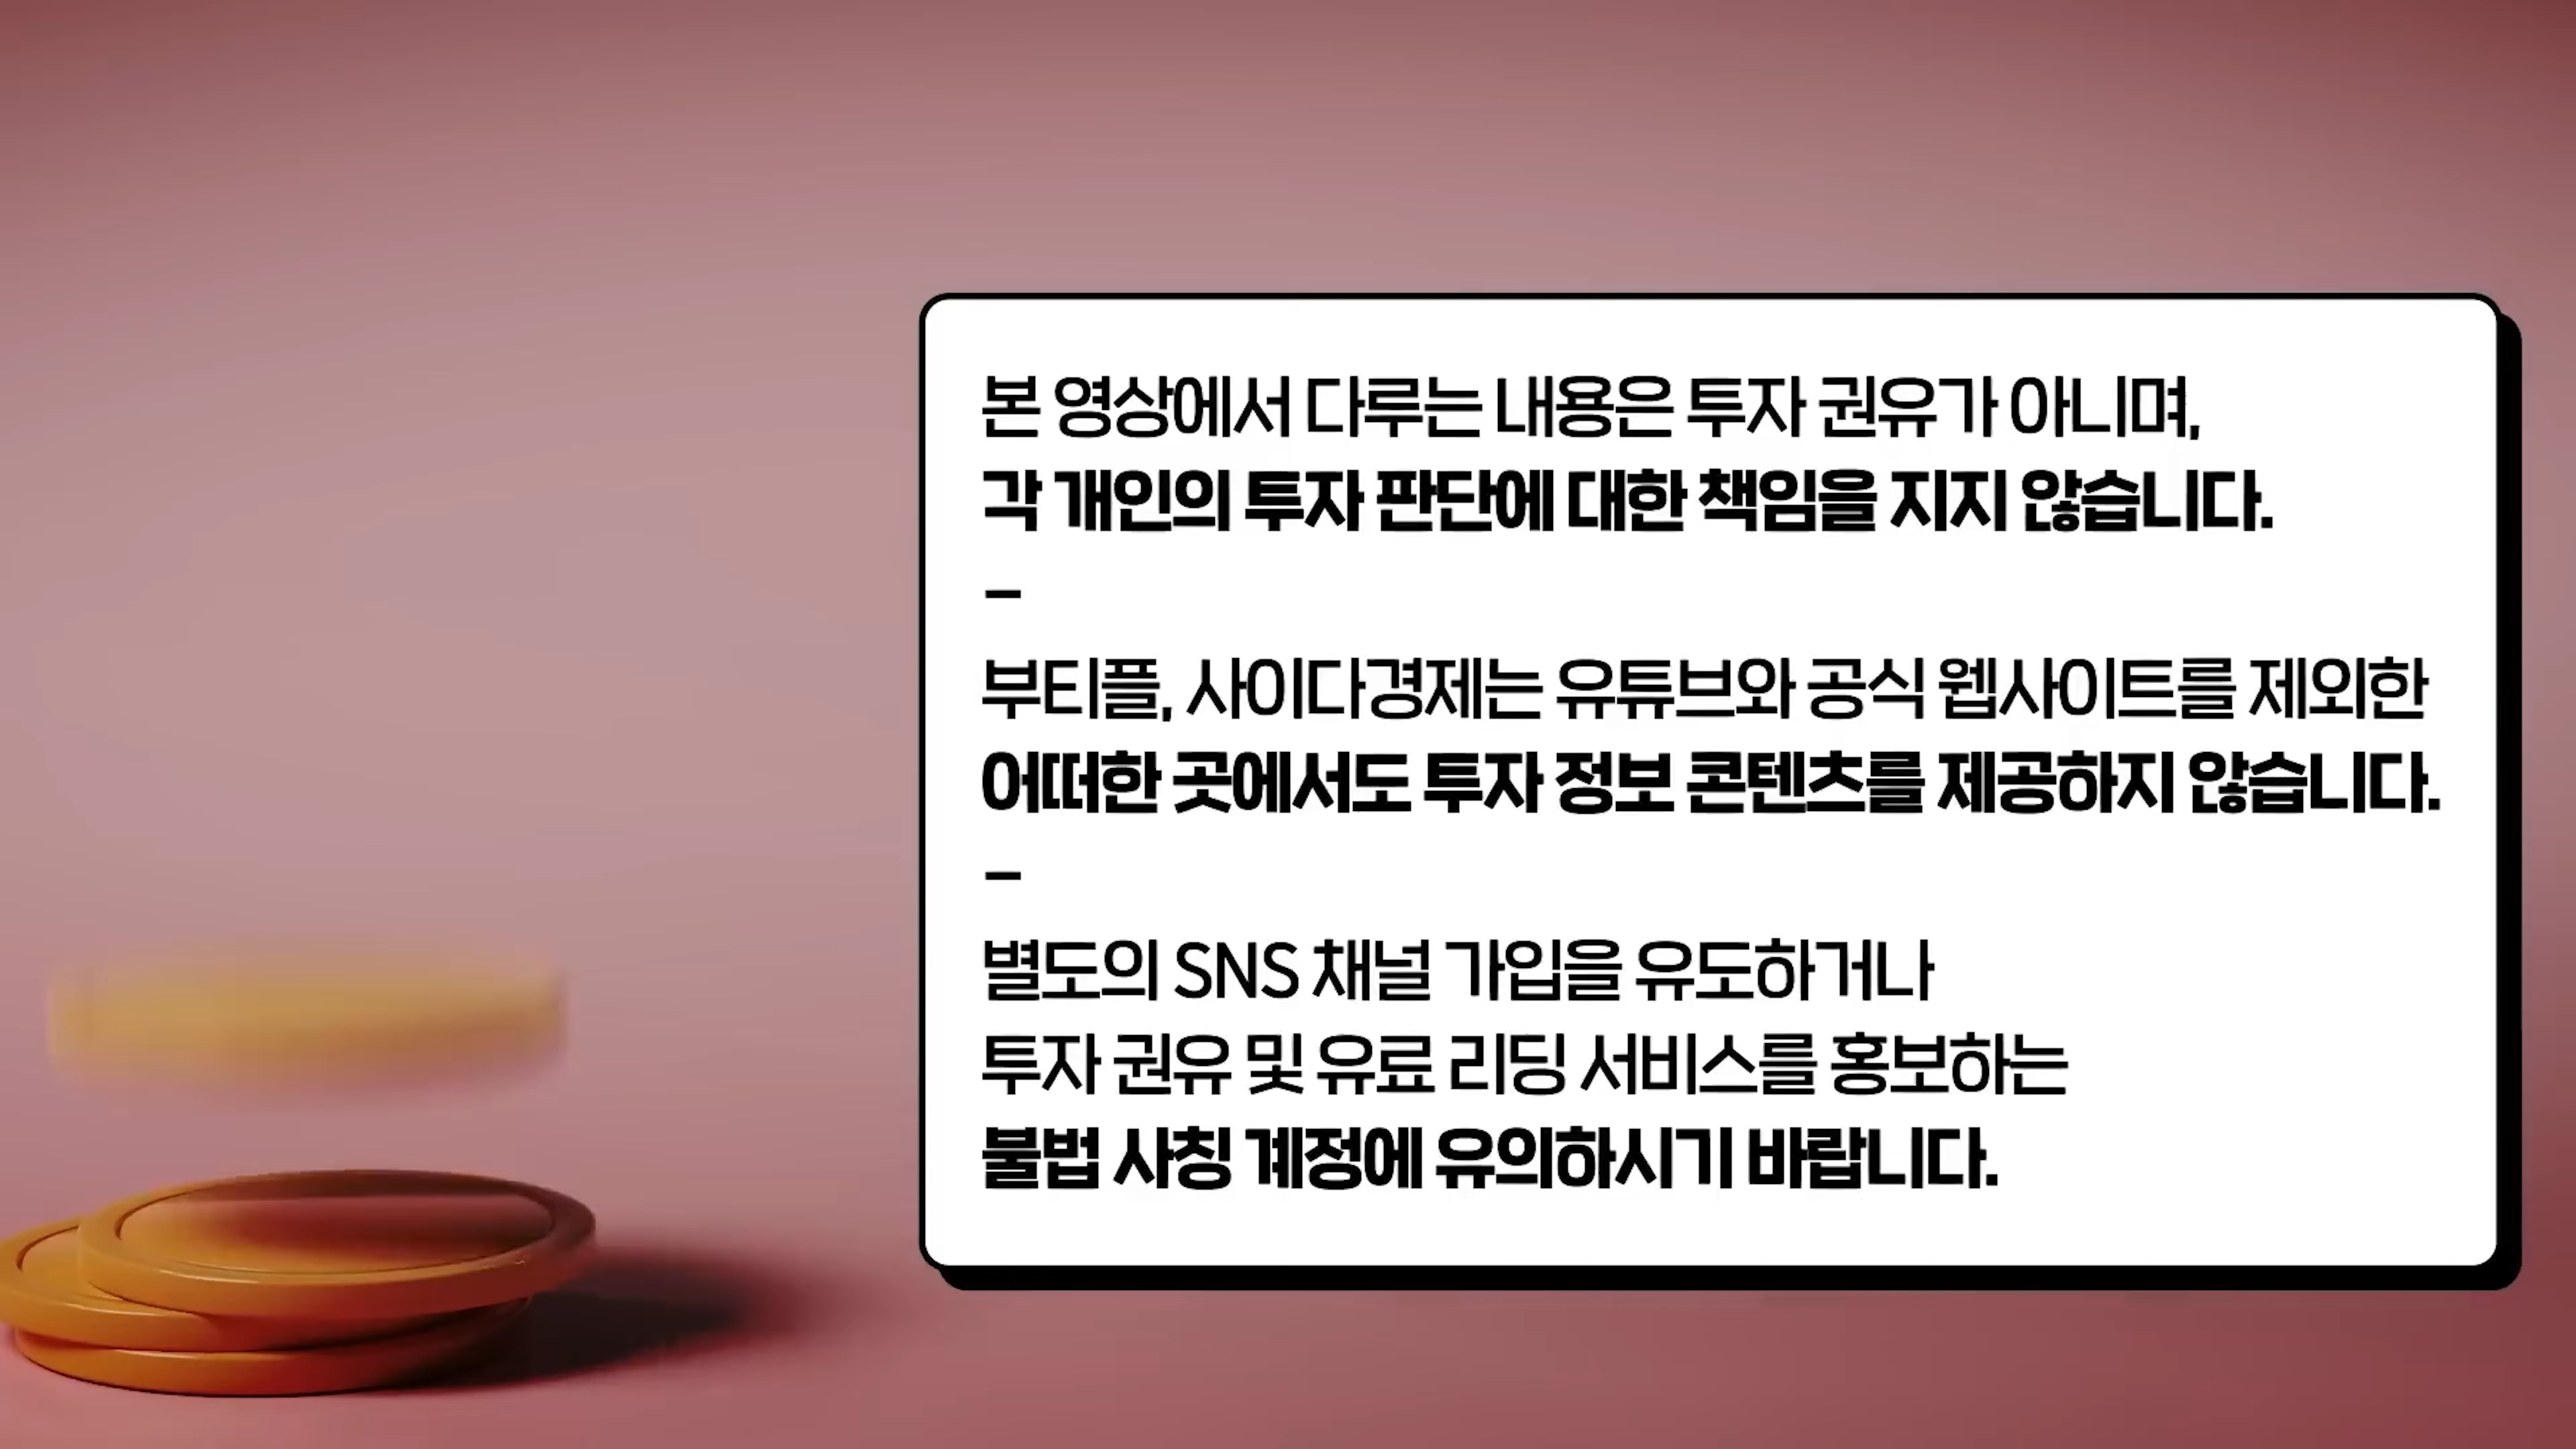 본 영상에서 다루는 내용은 투자 권유가 아니며,
각 개인의 투자 판단에 대한 책임을 지지 않습니다.
–
부티플, 사이다경제는 유튜브와 공식 웹사이트를 제외한
어떠한 곳에서도 투자 정보 콘텐츠를 제공하지 않습니다.
–
별도의 SNS 채널 가입을 유도하거나
투자 권유 및 유료 리딩 서비스를 홍보하는
불법 사칭 계정에 유의하시기 바랍니다.